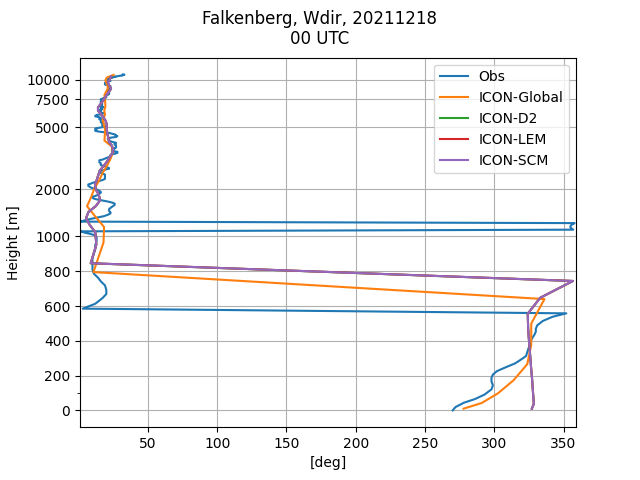 Falkenberg, Wdir, 20211218
00 UTC
Obs
ICON-Global
ICON-D2
ICON-LEM
ICON-SCM
Height [m]
10000
7500
5000
2000
1000
800
600
400
200
0
50
100
150
200
250
300
350
[deg]